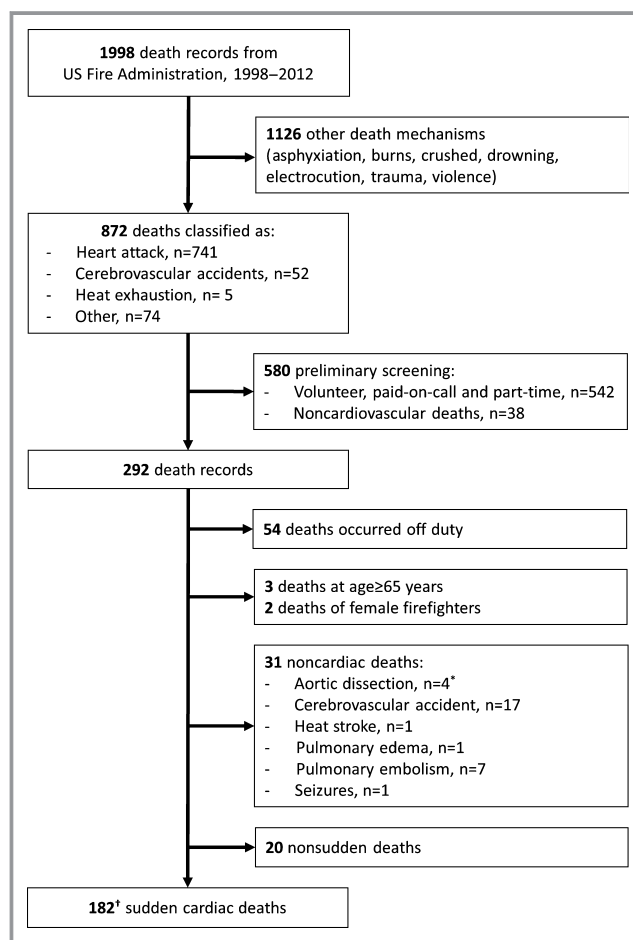 1998 death records from
US Fire Administration, 1998–2012
1126 other death mechanisms
(asphyxiation, burns, crushed, drowning,
electrocution, trauma, violence)
872 deaths classified as:
- Heart attack, n=741
- Cerebrovascular accidents, n=52
- Heat exhaustion, n= 5
- Other, n=74
580 preliminary screening:
- Volunteer, paid-on-call and part-time, n=542
- Noncardiovascular deaths, n=38
292 death records
54 deaths occurred off duty
3 deaths at age≥65 years
2 deaths of female firefighters
31 noncardiac deaths:
- Aortic dissection, n=4*
- Cerebrovascular accident, n=17
- Heat stroke, n=1
- Pulmonary edema, n=1
- Pulmonary embolism, n=7
- Seizures, n=1
20 nonsudden deaths
182† sudden cardiac deaths